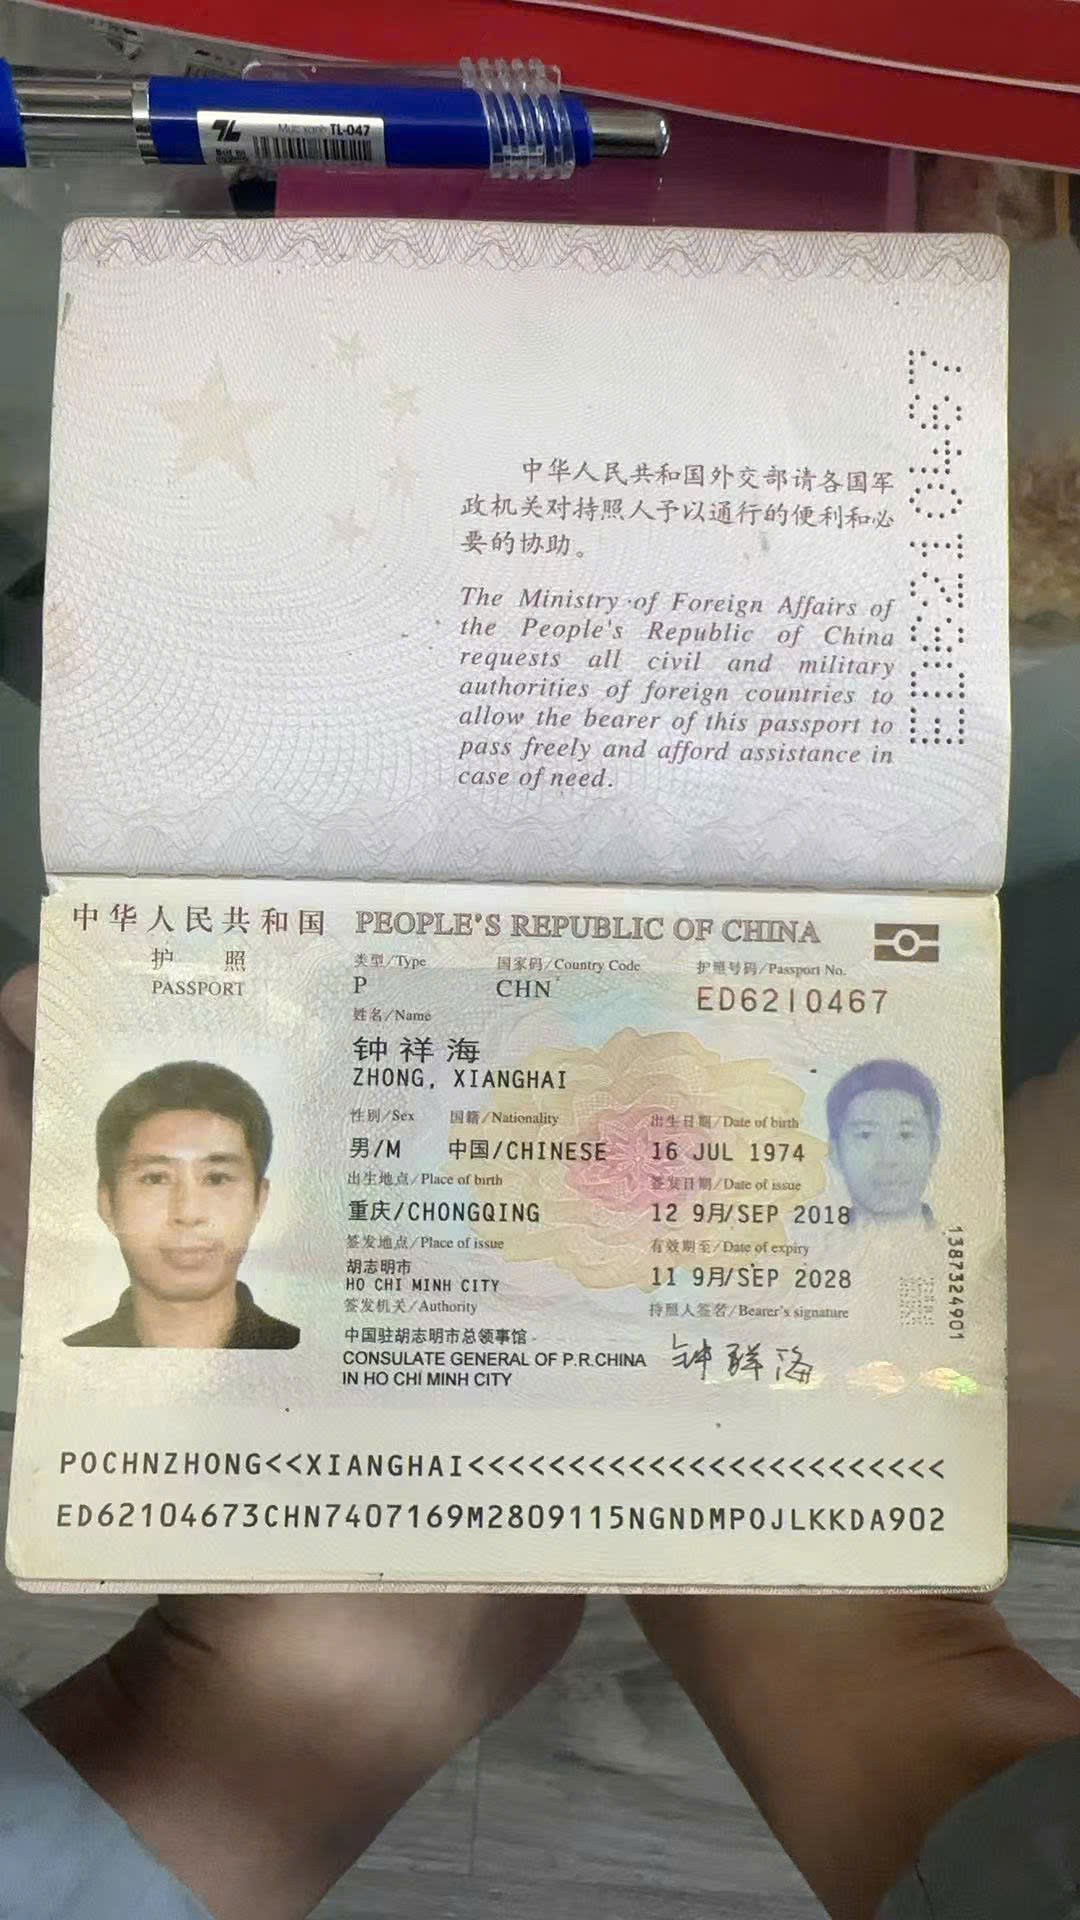 Mực xanh TL-047
中华人民共和国外交部请各国军
政机关对持照人予以通行的便利和必
要的协助。
The Ministry of Foreign Affairs of
the People's Republic of China
requests all civil and military
authorities of foreign countries to
allow the bearer of this passport to
pass freely and afford assistance in
case of need.
ED6210467
中华人民共和国 PEOPLE'S REPUBLIC OF CHINA
护 照
PASSPORT
类型/Type 国家码/Country Code 护照号码/Passport No.
P CHN ED6210467
姓名/Name
钟祥海
ZHONG, XIANGHAI
性别/Sex 国籍/Nationality 出生日期/Date of birth
男/M 中国/CHINESE 16 JUL 1974
出生地点/Place of birth 签发日期/Date of issue
重庆/CHONGQING 12 9月/SEP 2018
签发地点/Place of issue 有效期至/Date of expiry
胡志明市
HO CHI MINH CITY 11 9月/SEP 2028
签发机关/Authority 持照人签名/Bearer's signature
中国驻胡志明市总领事馆
CONSULATE GENERAL OF P.R.CHINA
IN HO CHI MINH CITY
钟祥海
1387324901
POCHNZHONG<<XIANGHAI<<<<<<<<<<<<<<<<<<<<<<<<
ED62104673CHN7407169M2809115NGNDMPOJLKKDA902